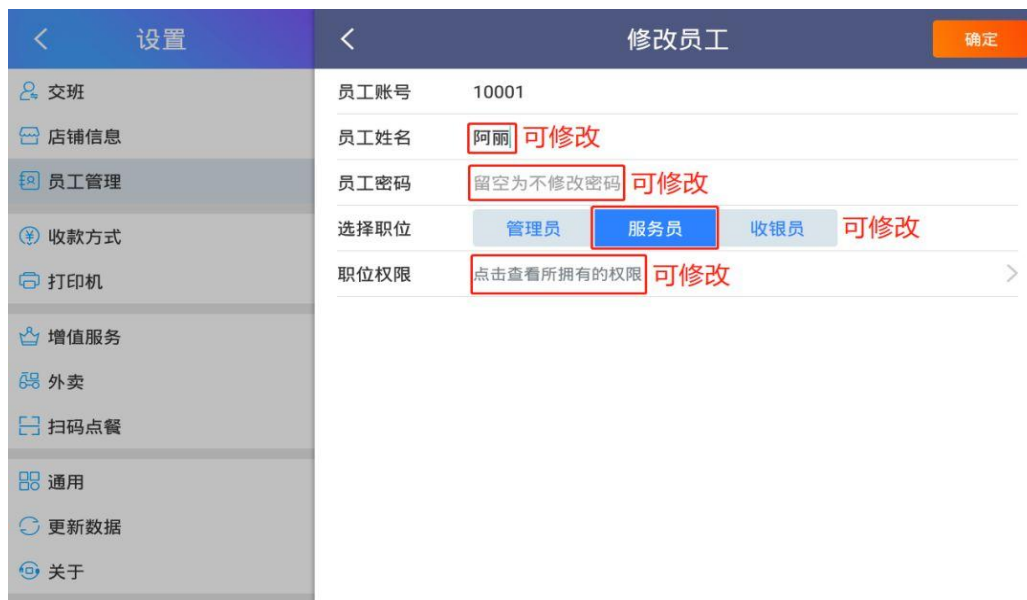 设置
修改员工
确定
交班
店铺信息
员工管理
收款方式
打印机
增值服务
外卖
扫码点餐
通用
更新数据
关于
员工账号 10001
员工姓名 阿丽 可修改
员工密码 留空为不修改密码 可修改
选择职位 管理员 服务员 收银员 可修改
职位权限 点击查看所拥有的权限 可修改